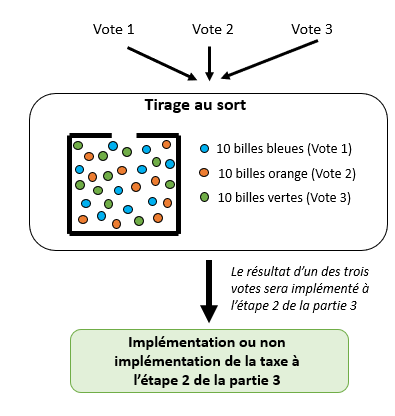 Vote 1 Vote 2 Vote 3
Tirage au sort
10 billes bleues (Vote 1)
10 billes orange (Vote 2)
10 billes vertes (Vote 3)
Le résultat d'un des trois
votes sera implémenté à
l'étape 2 de la partie 3
Implémentation ou non
implémentation de la taxe à
l'étape 2 de la partie 3